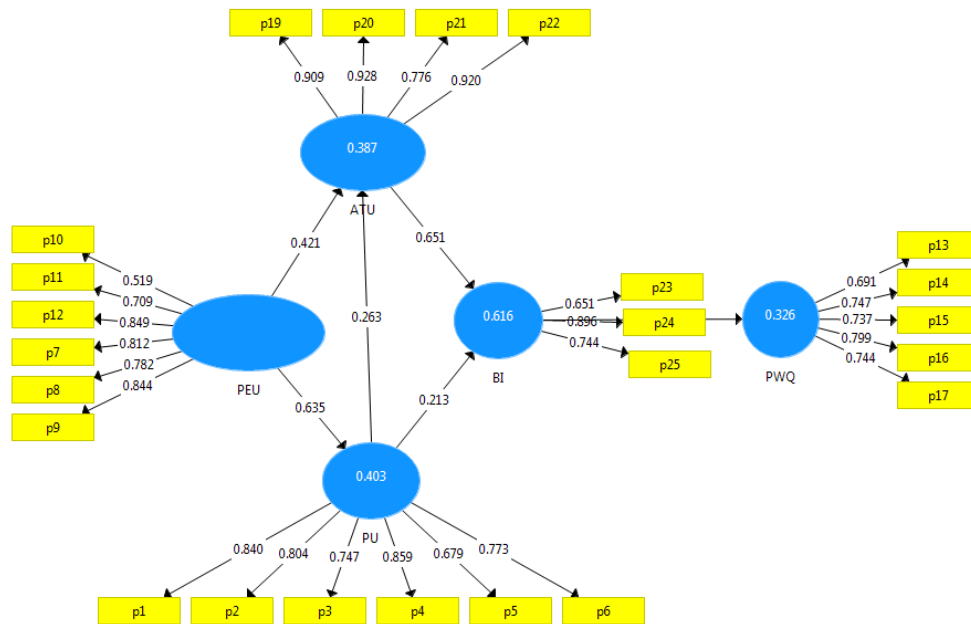 p19
p20
p21
p22
0.909
0.928
0.776
0.920
0.387
ATU
p10
p11
p12
p7
p8
p9
0.519
0.709
0.849
0.812
0.782
0.844
PEU
0.421
0.263
0.635
0.651
0.213
0.616
BI
0.651
0.896
0.744
p23
p24
p25
0.326
PWQ
0.691
0.747
0.737
0.799
0.744
p13
p14
p15
p16
p17
0.403
PU
0.840
0.804
0.747
0.859
0.679
0.773
p1
p2
p3
p4
p5
p6